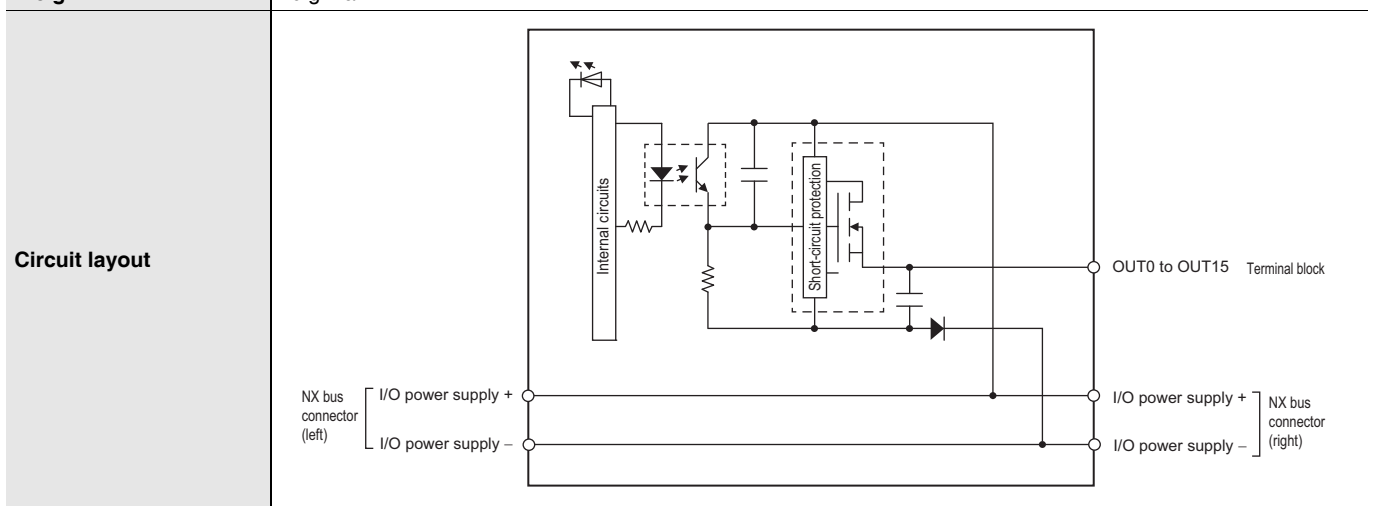 Circuit layout
Internal circuits
Short-circuit protection
OUT0 to OUT15 Terminal block
NX bus
connector
(left)
I/O power supply +
I/O power supply −
I/O power supply +
I/O power supply −
NX bus
connector
(right)